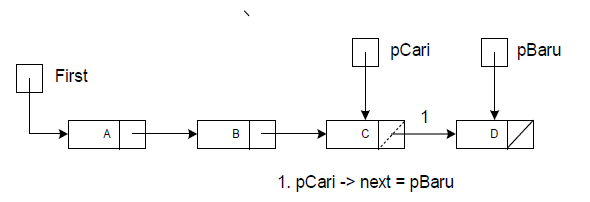 pCari
pBaru
First
1
A
B
C
D
1. pCari -> next = pBaru